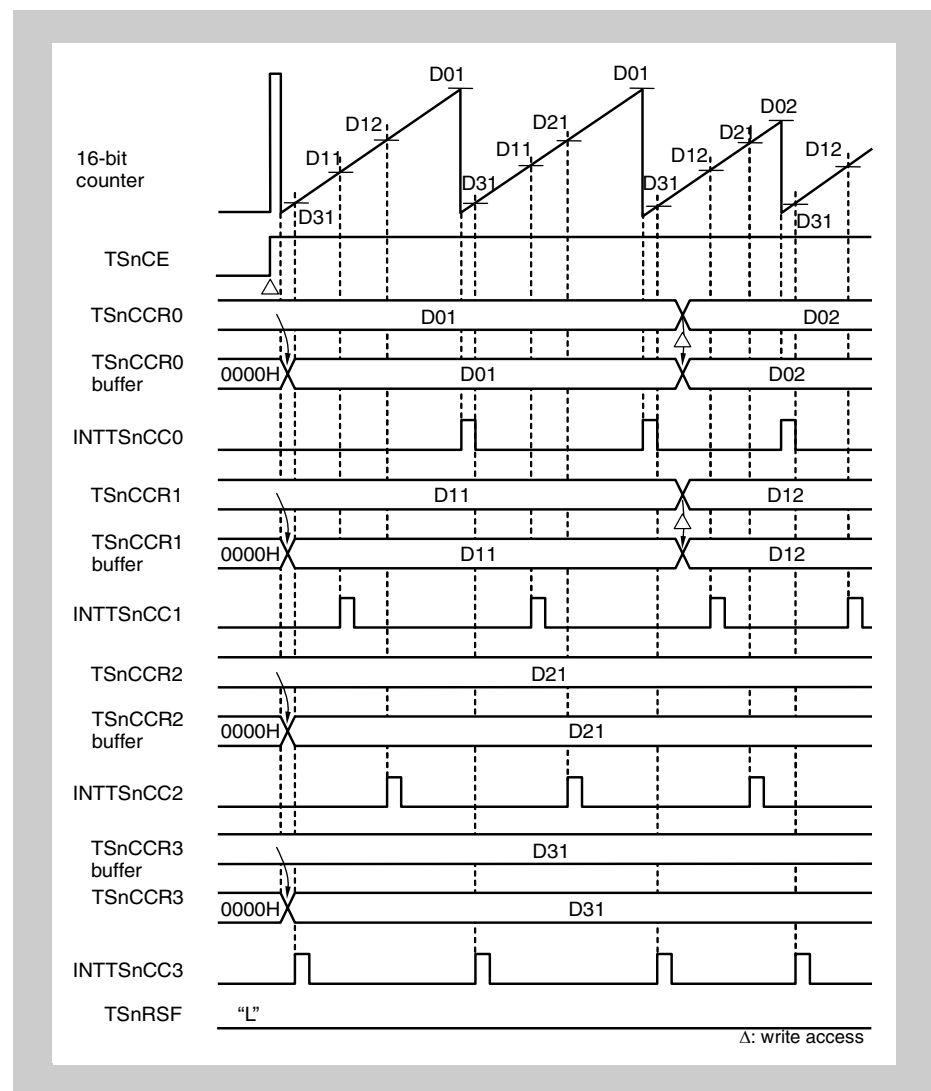 D01
D01
D02
D12
D21
D21
D12
D11
D11
D12
16-bit
counter
D31
D31
D31
D31
TSnCE
TSnCCR0
D01
D02
TSnCCR0
buffer
0000H
D01
D02
INTTSnCC0
TSnCCR1
D11
D12
TSnCCR1
buffer
0000H
D11
D12
INTTSnCC1
TSnCCR2
D21
TSnCCR2
buffer
0000H
D21
INTTSnCC2
TSnCCR3
buffer
D31
TSnCCR3
0000H
D31
INTTSnCC3
TSnRSF
“L”
Δ: write access